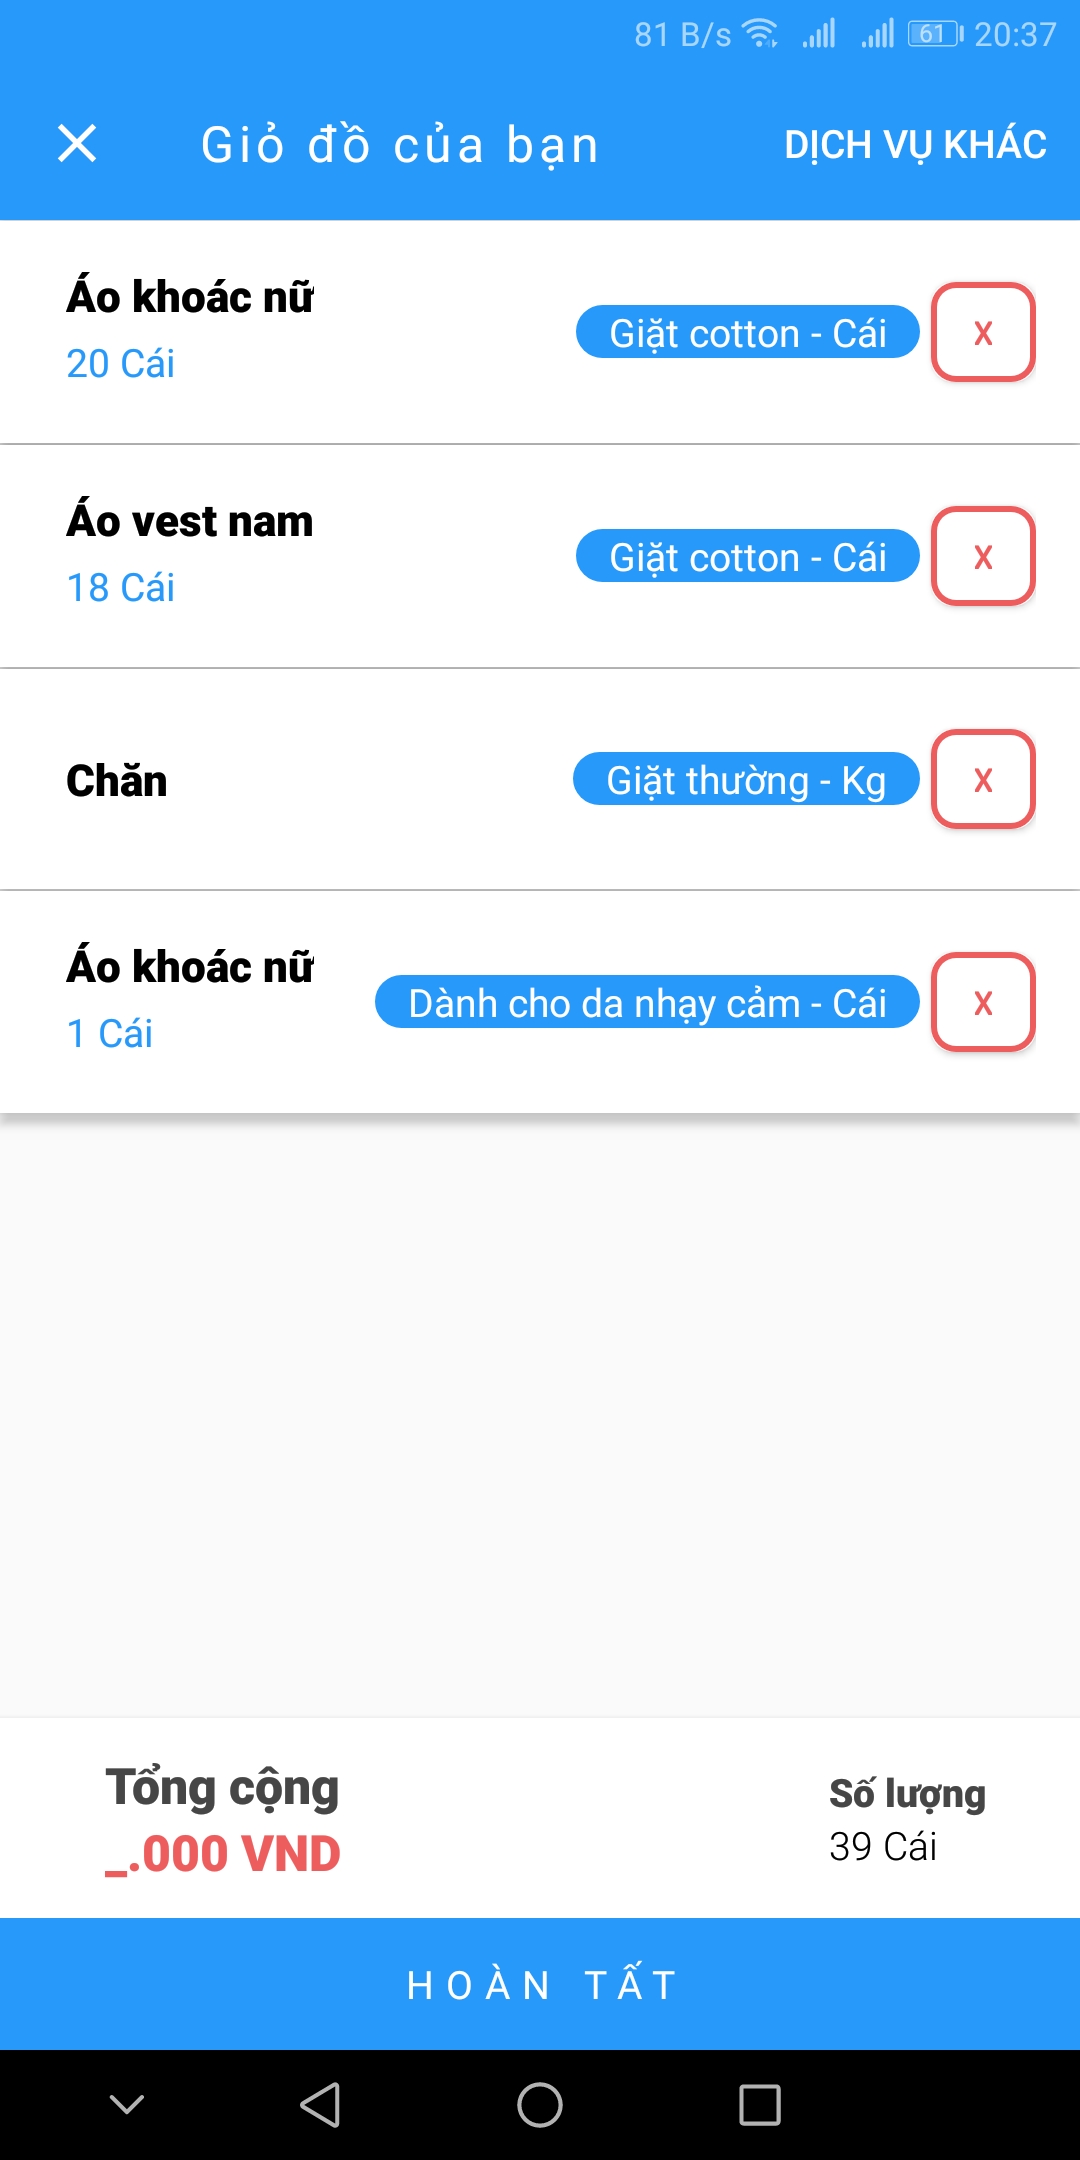 81 B/s 61 20:37
Giỏ đồ của bạn DỊCH VỤ KHÁC
Áo khoác nữ
20 Cái
Giặt cotton - Cái X
Áo vest nam
18 Cái
Giặt cotton - Cái X
Chăn Giặt thường - Kg X
Áo khoác nữ
1 Cái
Dành cho da nhạy cảm - Cái X
Tổng cộng
_.000 VND
Số lượng
39 Cái
HOÀN TẤT